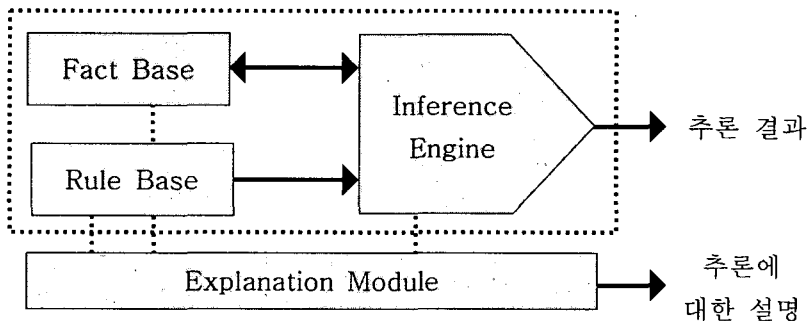 Fact Base
Inference
Engine
추론 결과
Rule Base
Explanation Module
추론에
대한 설명